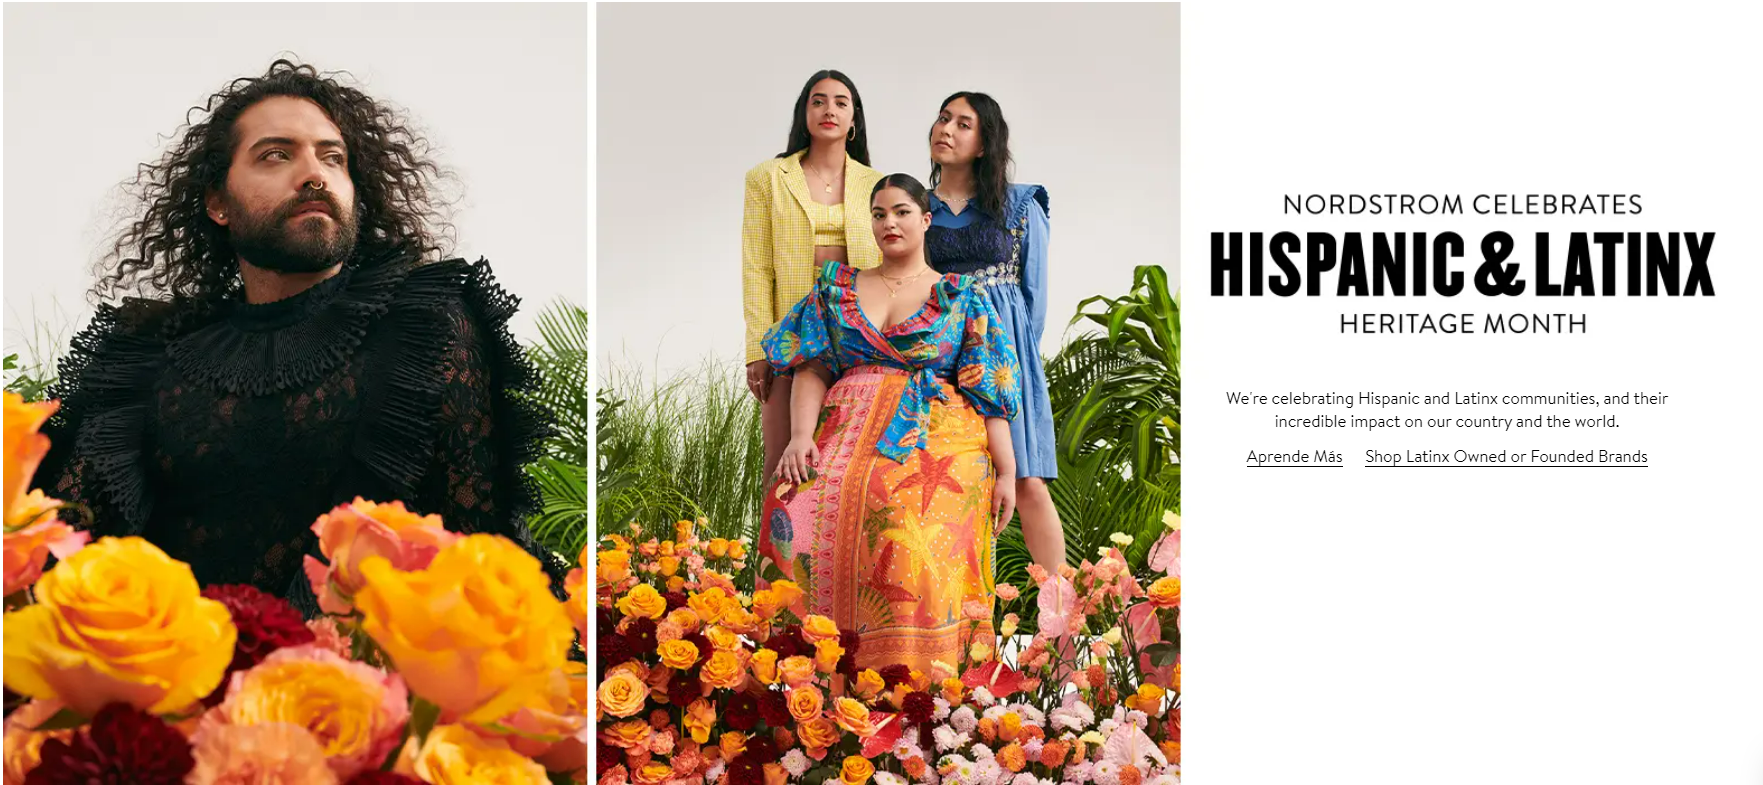 NORDSTROM CELEBRATES
HISPANIC & LATINX
HERITAGE MONTH
We're celebrating Hispanic and Latinx communities, and their
incredible impact on our country and the world.
Aprende Más Shop Latinx Owned or Founded Brands